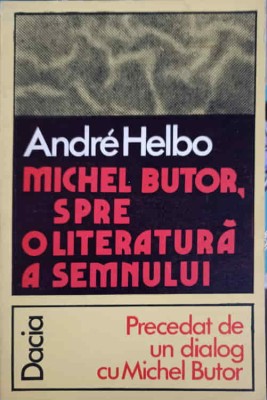 André Helbo
MICHEL BUTOR,
SPRE
O LITERATURĂ
A SEMNULUI
Dacia
Precedat de
un dialog
cu Michel Butor